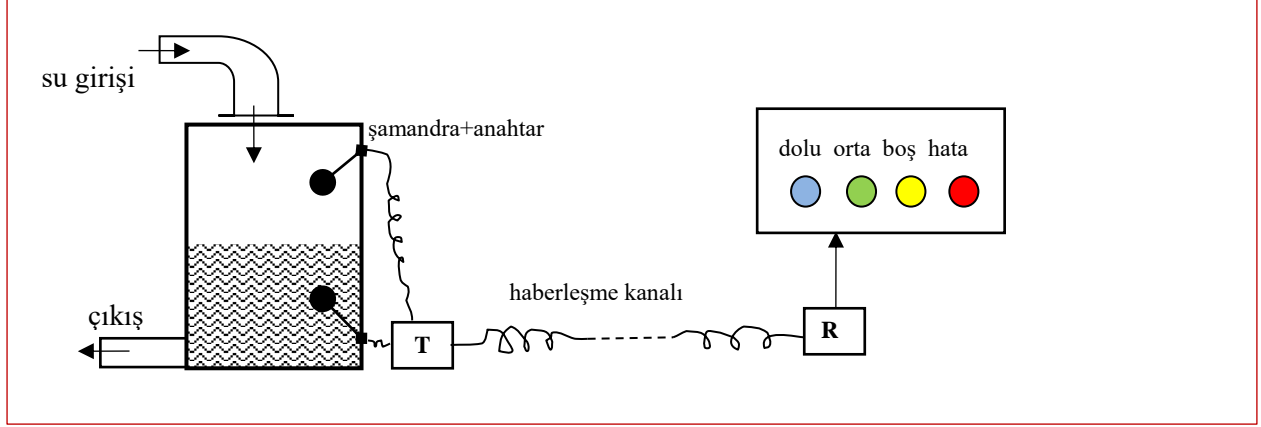 su girişi
şamandra+anahtar
dolu orta boş hata
haberleşme kanalı
çıkış
T
R